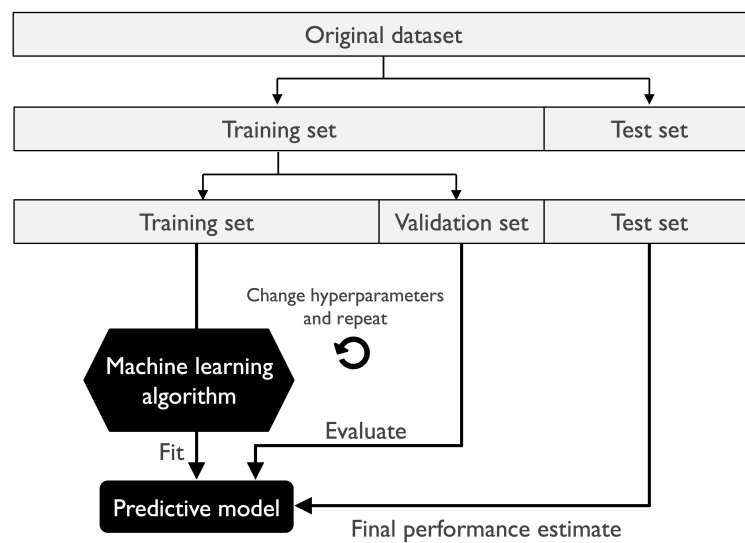 Original dataset
Training set
Test set
Training set
Validation set
Test set
Change hyperparameters
and repeat
Machine learning
algorithm
Evaluate
Fit
Predictive model
Final performance estimate